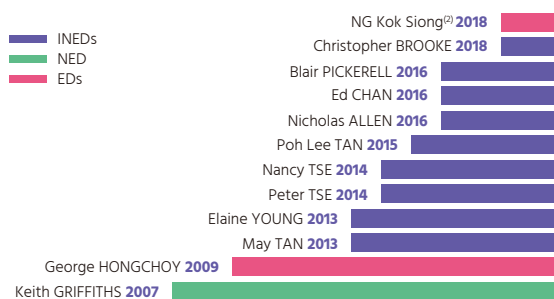 INEDs
NED
EDs
NG Kok Siong(2) 2018
Christopher BROOKE 2018
Blair PICKERELL 2016
Ed CHAN 2016
Nicholas ALLEN 2016
Poh Lee TAN 2015
Nancy TSE 2014
Peter TSE 2014
Elaine YOUNG 2013
May TAN 2013
George HONGCHOY 2009
Keith GRIFFITHS 2007